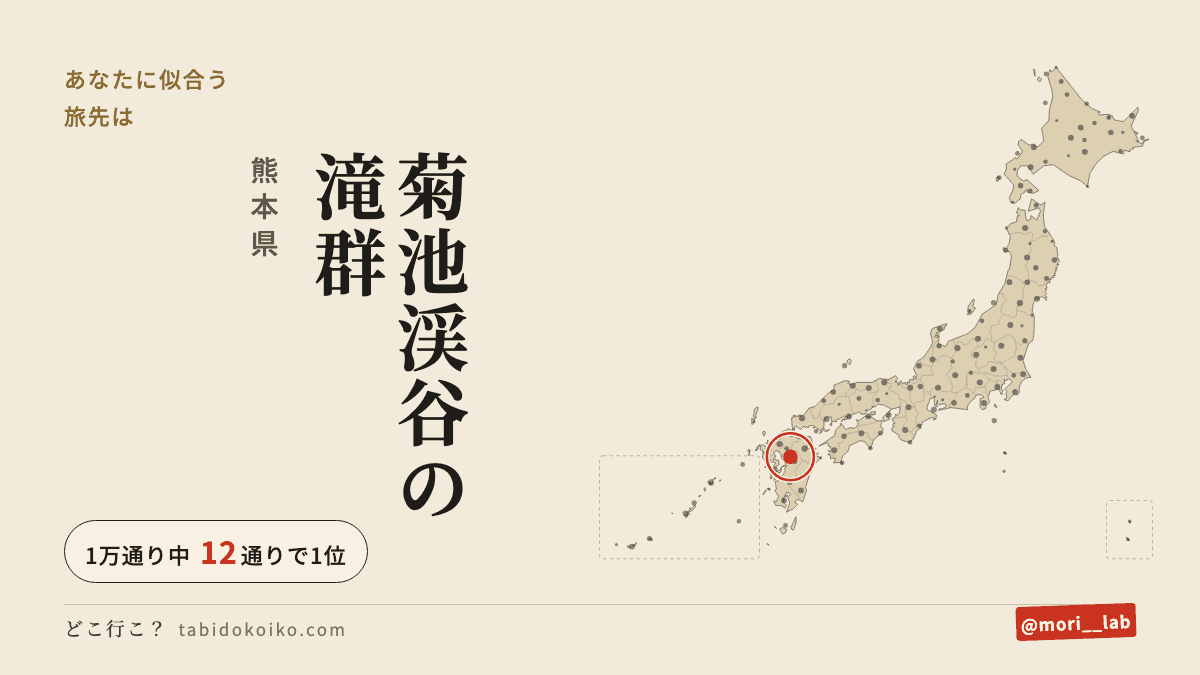 あなたに似合う
旅先は
菊池渓谷の
滝群
熊本県
1万通り中 12通りで1位
どこ行こ？ tabidokoiko.com
@mori__lab